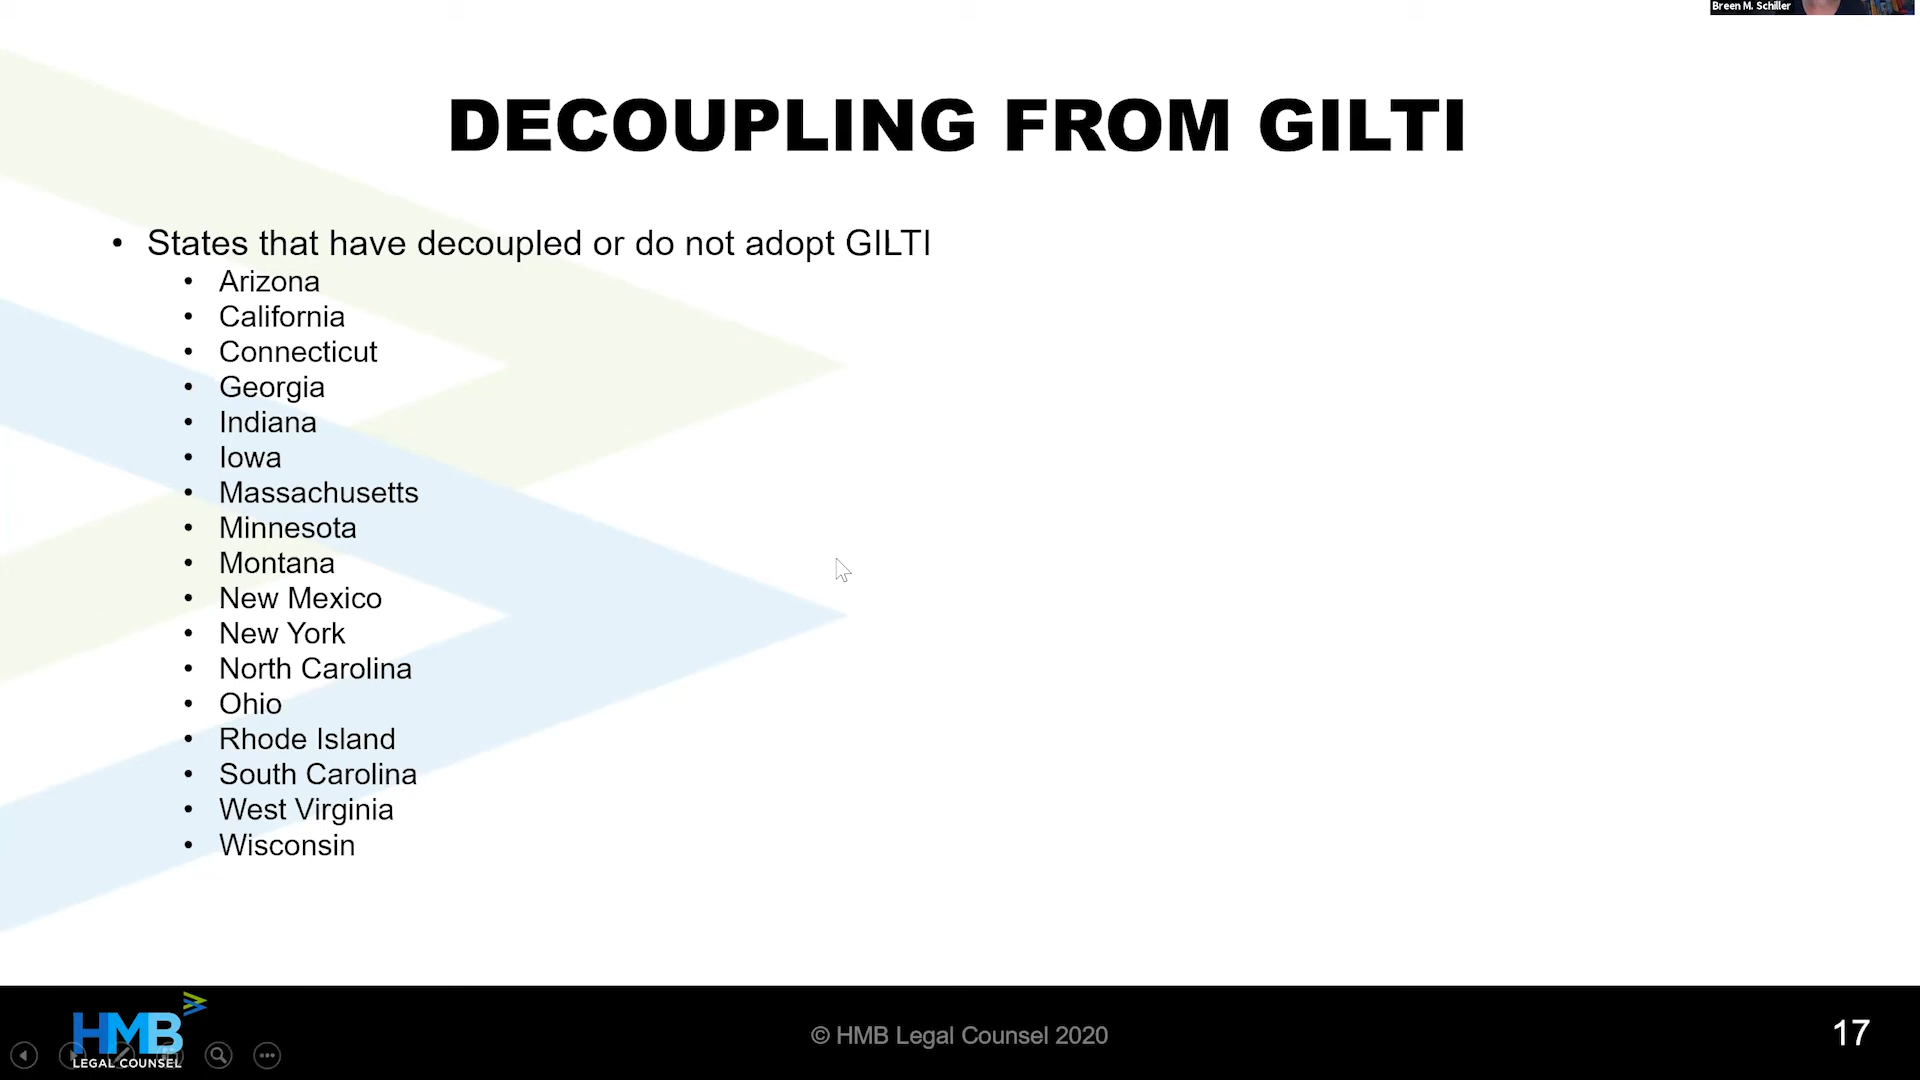 Breen M. Schiller
DECOUPLING FROM GILTI
• States that have decoupled or do not adopt GILTI
• Arizona
• California
• Connecticut
• Georgia
• Indiana
• Iowa
• Massachusetts
• Minnesota
• Montana
• New Mexico
• New York
• North Carolina
• Ohio
• Rhode Island
• South Carolina
• West Virginia
• Wisconsin
HMB
LEGAL COUNSEL
© HMB Legal Counsel 2020
17